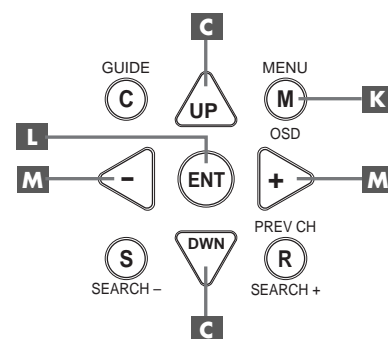 C
GUIDE MENU
C UP M K
L OSD
M - ENT + M
PREV CH
S DWN R
SEARCH – SEARCH +
C